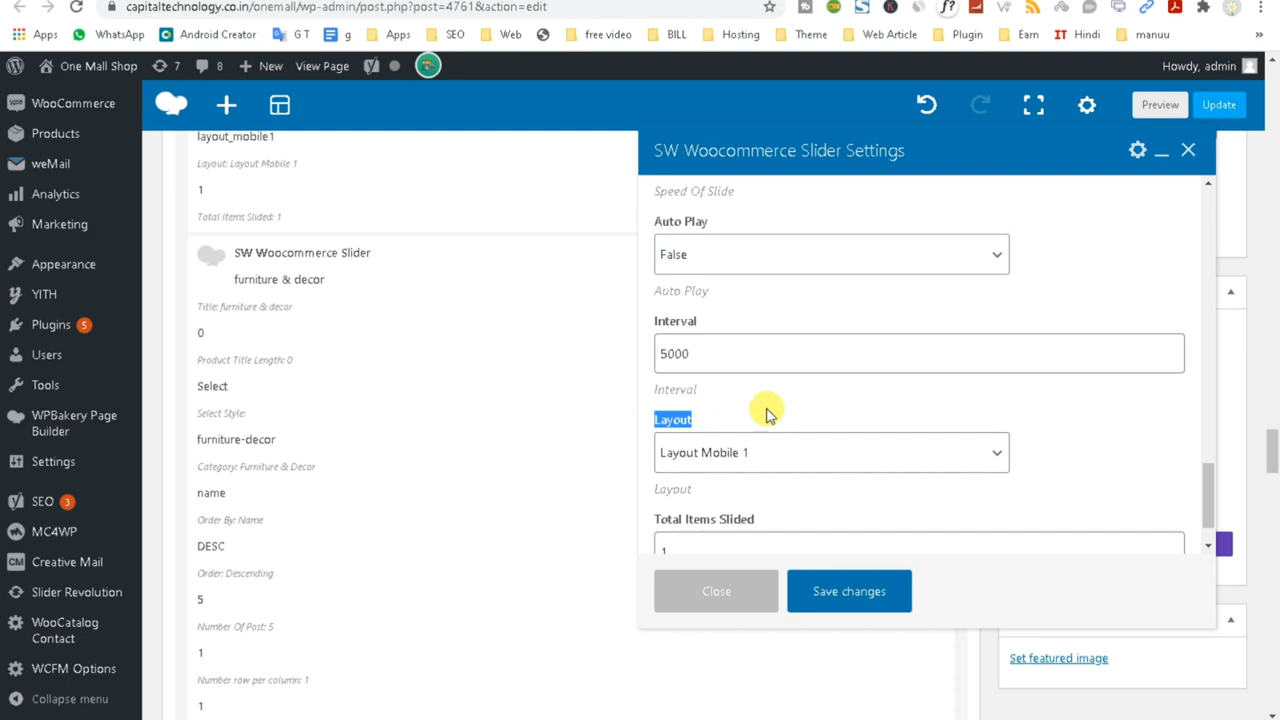 capitaltechnology.co.in/onemall/wp-admin/post.php?post=4761&action=edit
Apps WhatsApp Android Creator G T g Apps SEO Web free video BILL Hosting Theme Web Article Plugin Earn IT Hindi manuu »
One Mall Shop 7 8 New View Page Howdy, admin
WooCommerce
Products
weMail
Analytics
Marketing
Appearance
YITH
Plugins 5
Users
Tools
WPBakery Page
Builder
Settings
SEO 3
MC4WP
CM Creative Mail
Slider Revolution
WooCatalog
Contact
WCFM Options
Collapse menu
Preview Update
layout_mobile1
Layout: Layout Mobile 1
1
Total Items Slided: 1
SW Woocommerce Slider
furniture & decor
Title: furniture & decor
0
Product Title Length: 0
Select
Select Style:
furniture-decor
Category: Furniture & Decor
name
Order By: Name
DESC
Order: Descending
5
Number Of Post: 5
1
Number row per column: 1
1
SW Woocommerce Slider Settings
Speed Of Slide
Auto Play
False
Auto Play
Interval
5000
Interval
Layout
Layout Mobile 1
Layout
Total Items Slided
1
Close Save changes
Set featured image